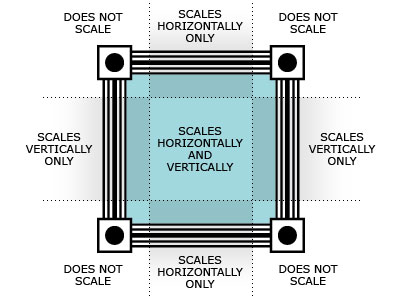 DOES NOT
SCALE
SCALES
HORIZONTALLY
ONLY
DOES NOT
SCALE
SCALES
VERTICALLY
ONLY
SCALES
HORIZONTALLY
AND
VERTICALLY
SCALES
VERTICALLY
ONLY
DOES NOT
SCALE
SCALES
HORIZONTALLY
ONLY
DOES NOT
SCALE